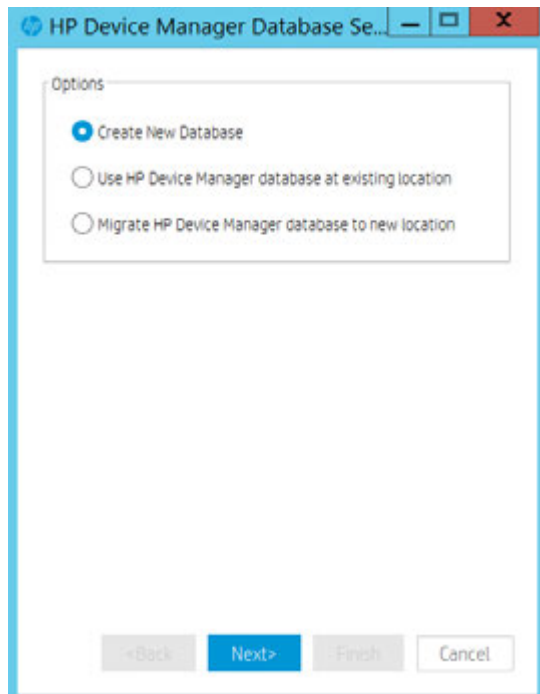 HP Device Manager Database Se...
Options
Create New Database
Use HP Device Manager database at existing location
Migrate HP Device Manager database to new location
<Back Next> Finish Cancel